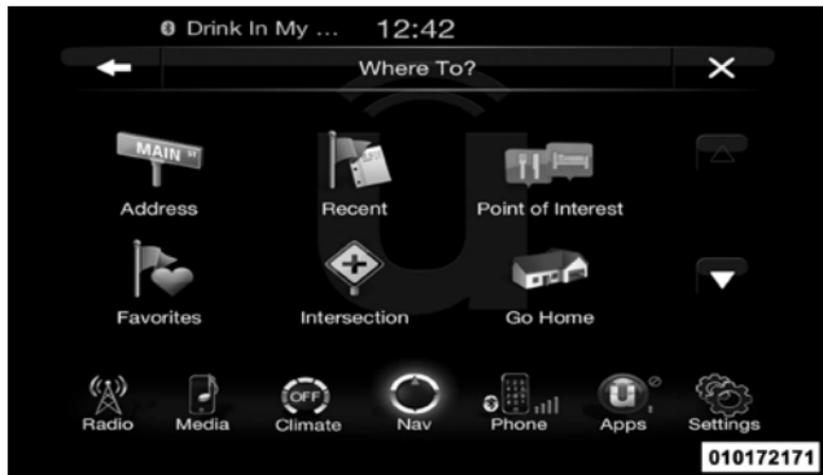 Drink In My ... 12:42
Where To?
MAIN ST
Address Recent Point of Interest
Favorites Intersection Go Home
OFF
Radio Media Climate Nav Phone Apps Settings
010172171